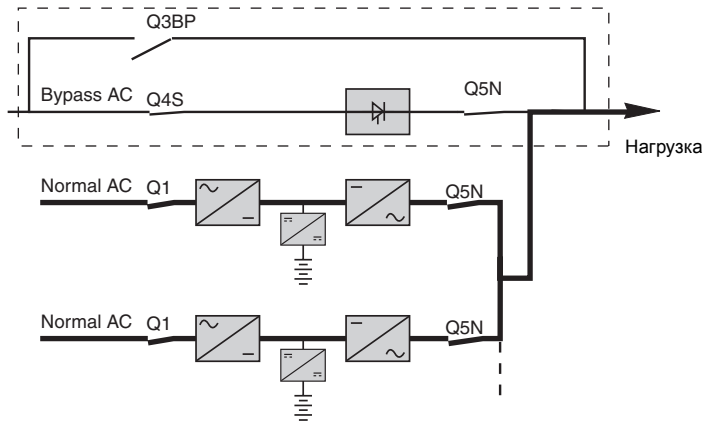 Q3BP
Bypass AC Q4S Q5N
Нагрузка
Normal AC Q1 Q5N
Normal AC Q1 Q5N